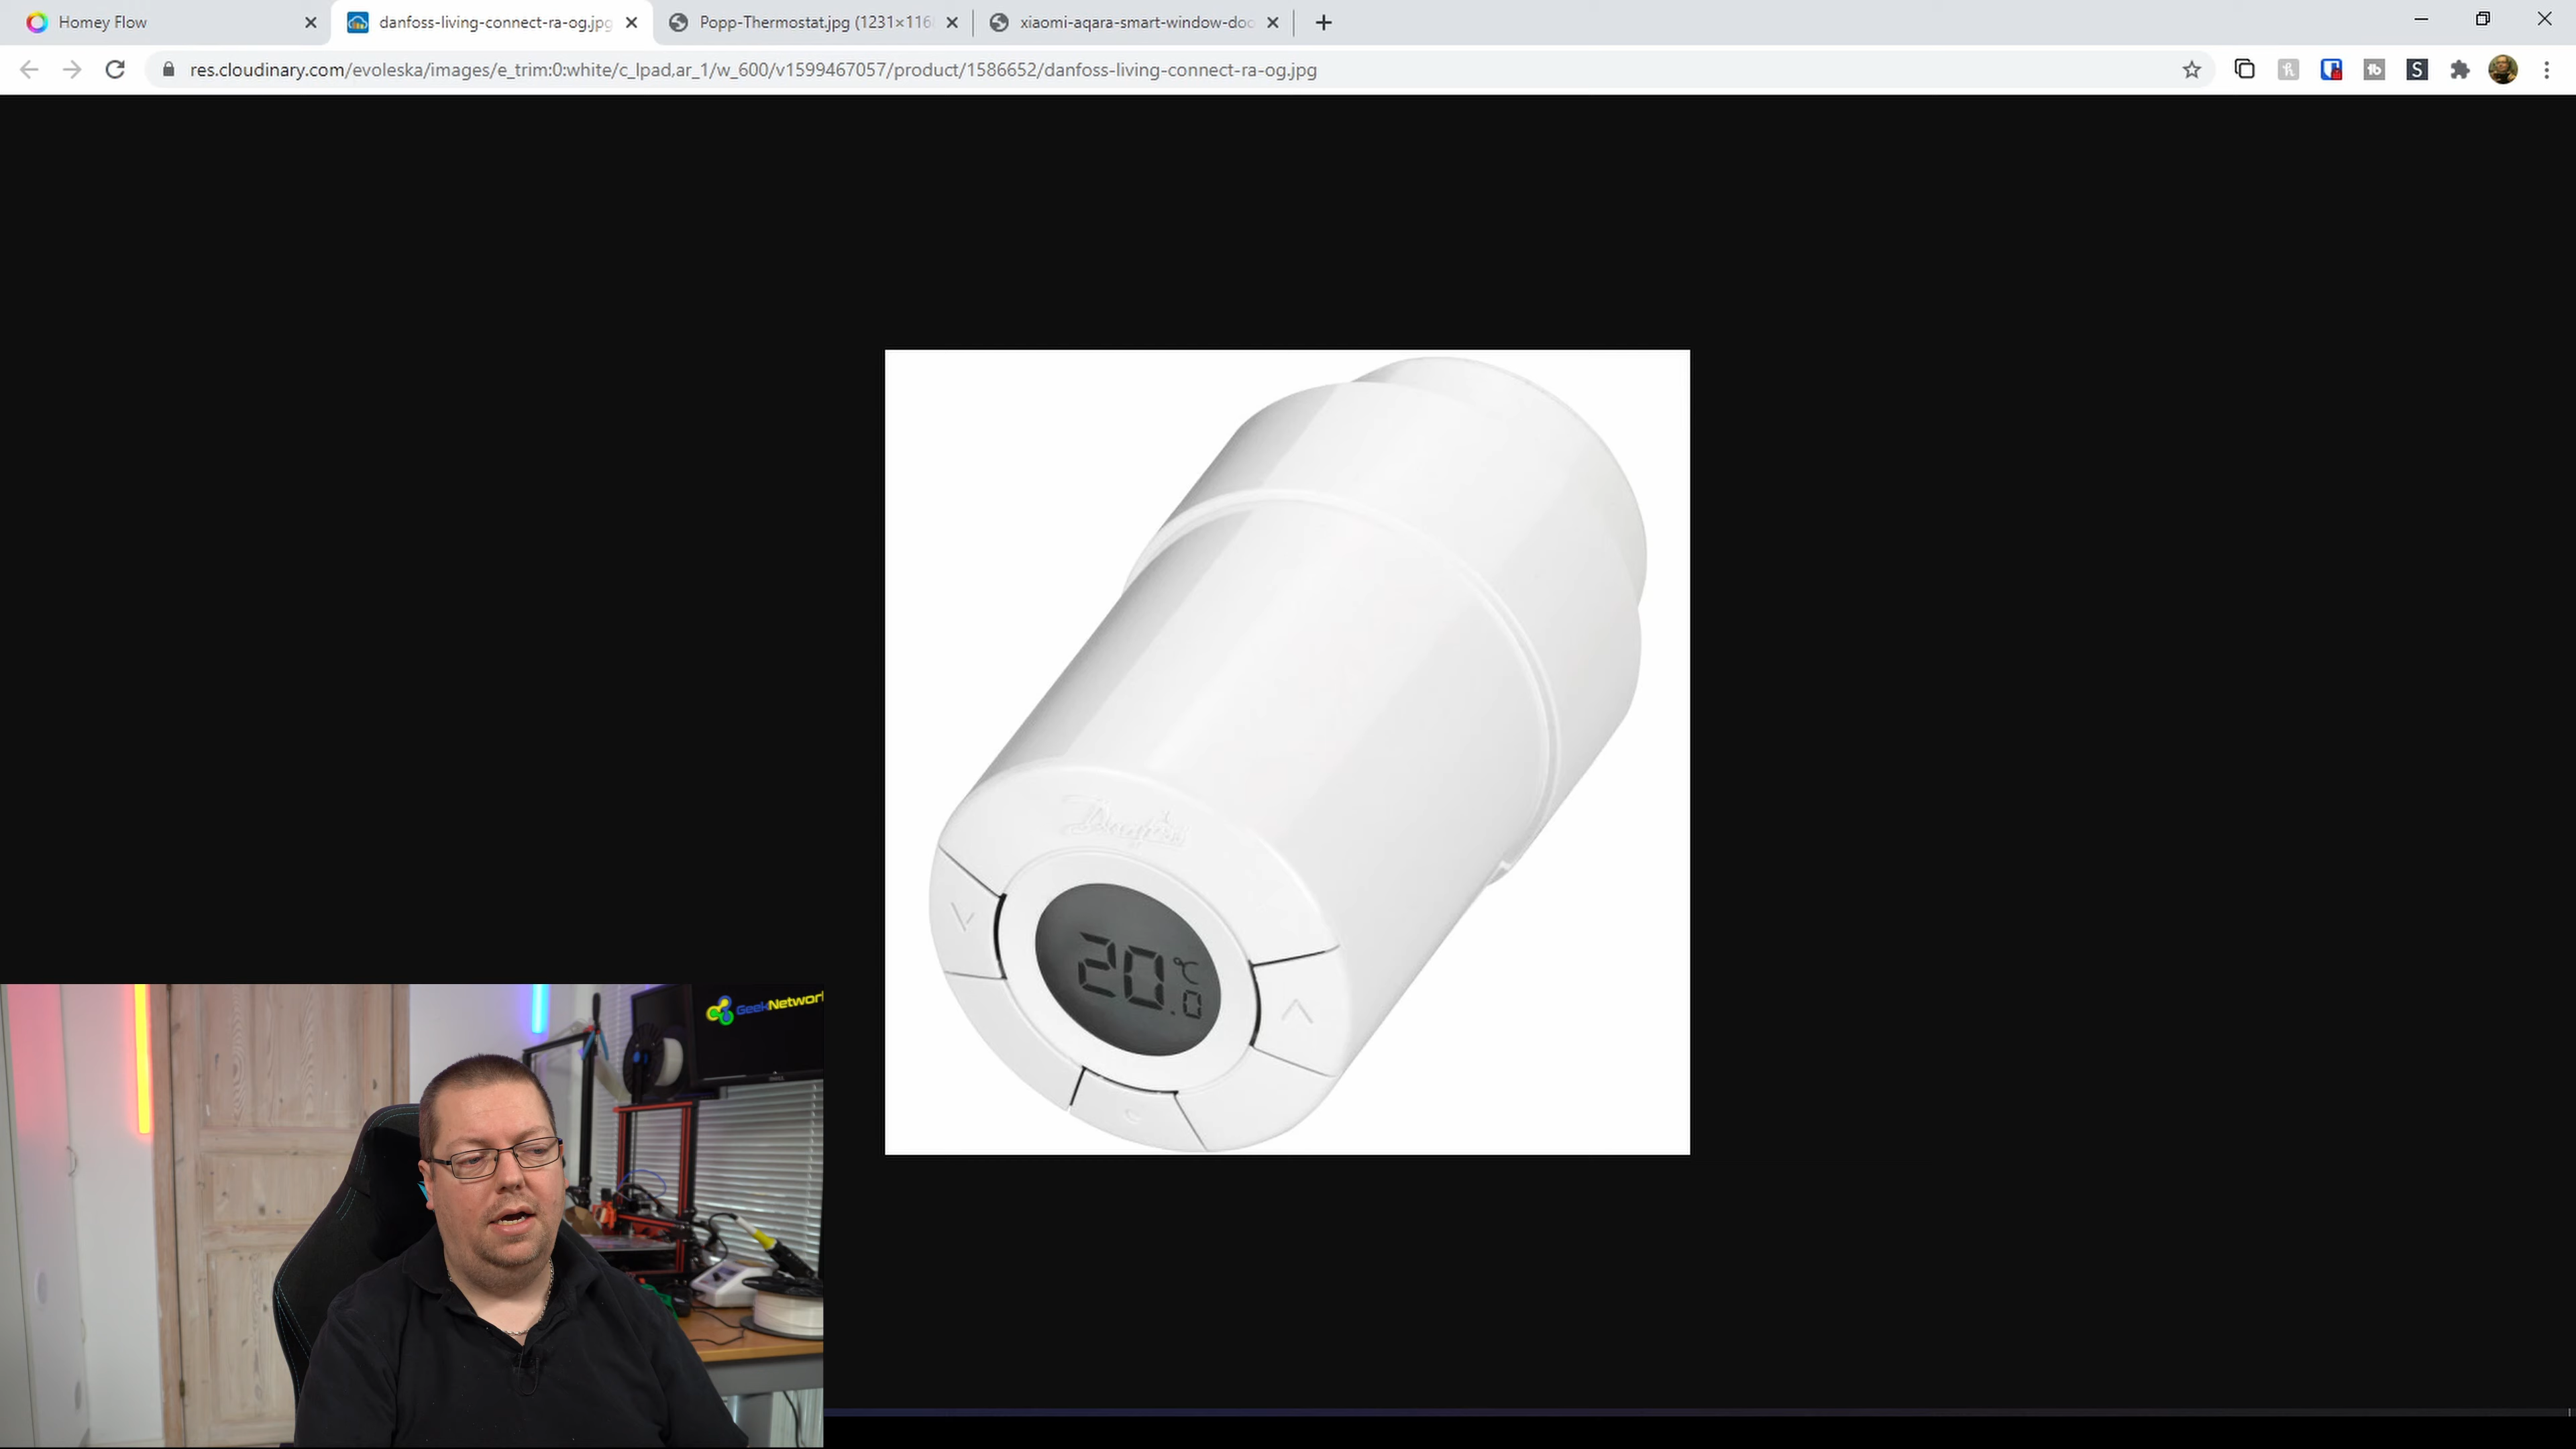 Homey Flow
danfoss-living-connect-ra-og.jpg
Popp-Thermostat.jpg (1231×116
xiaomi-aqara-smart-window-doo
res.cloudinary.com/evoleska/images/e_trim:0:white/c_lpad,ar_1/w_600/v1599467057/product/1586652/danfoss-living-connect-ra-og.jpg
Danfoss
20.0 °C
GeekNetwor